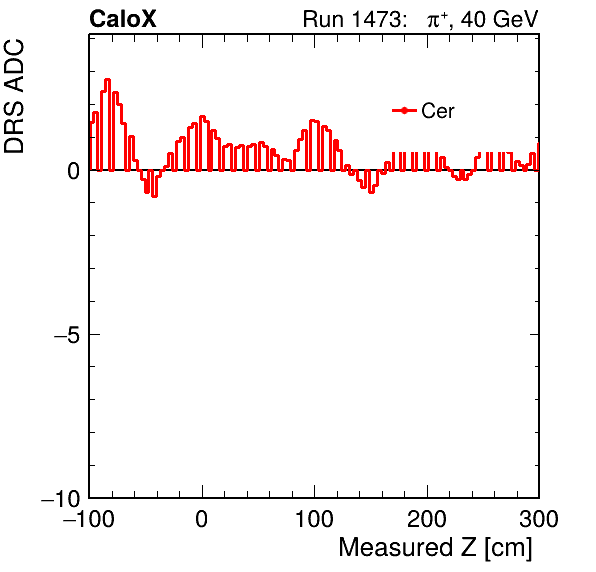 CaloX
Run 1473: π+, 40 GeV
DRS ADC
Cer
0
−5
−10
−100 0 100 200 300
Measured Z [cm]